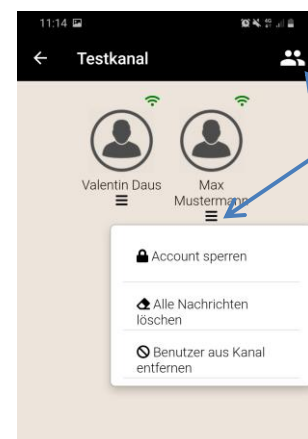 11:14
Testkanal
Valentin Daus
Max
Mustermann
Account sperren
Alle Nachrichten
löschen
Benutzer aus Kanal
entfernen